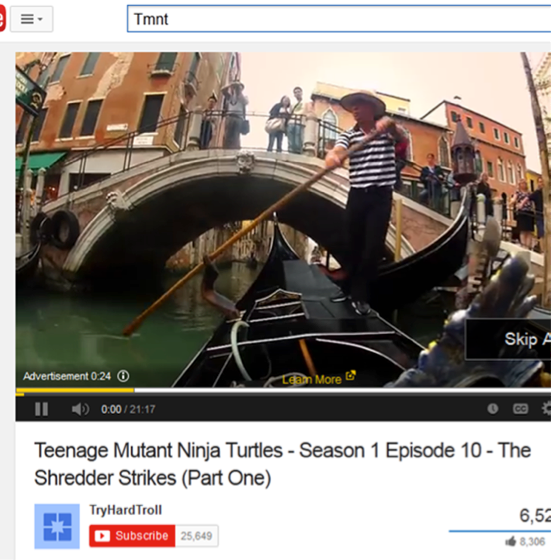 Tmnt
Skip A
Advertisement 0:24
Learn More
0:00 / 21:17
CC
Teenage Mutant Ninja Turtles - Season 1 Episode 10 - The
Shredder Strikes (Part One)
TryHardTroll
Subscribe 25,649
6,52
8,306